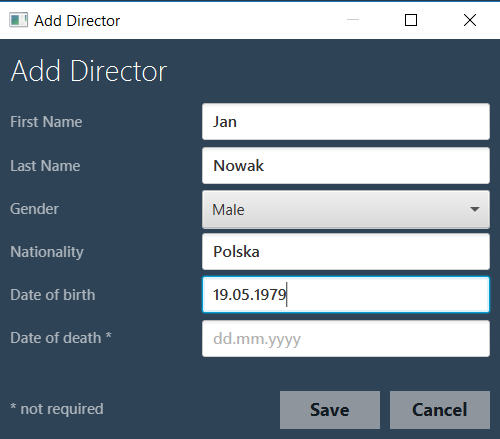 Add Director
Add Director
First Name Jan
Last Name Nowak
Gender Male
Nationality Polska
Date of birth 19.05.1979
Date of death * dd.mm.yyyy
* not required Save Cancel